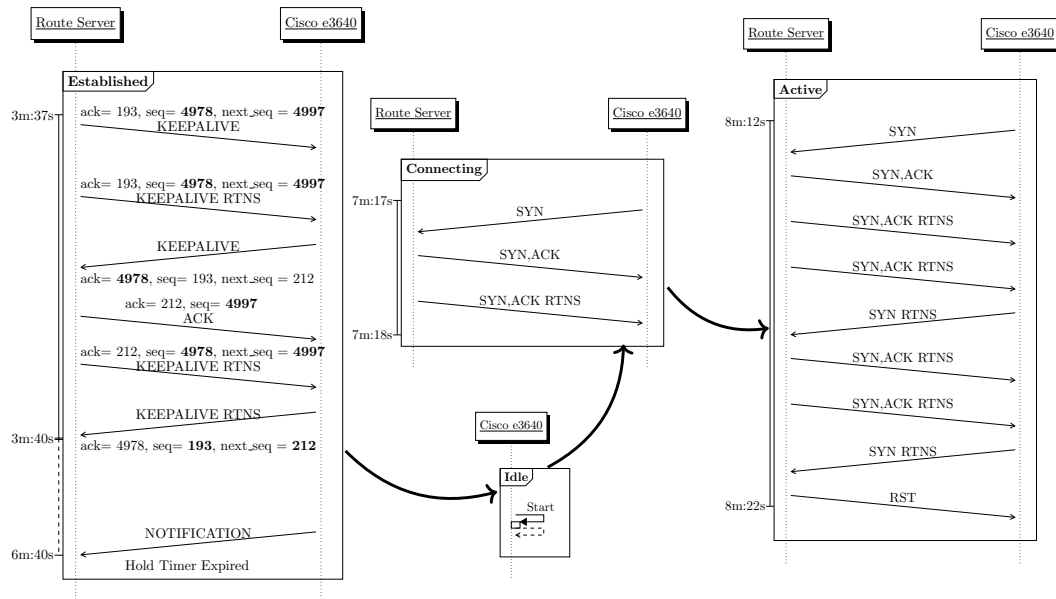 Route Server
Cisco e3640
Established
3m:37s
ack= 193, seq= 4978, next_seq = 4997
KEEPALIVE
ack= 193, seq= 4978, next_seq = 4997
KEEPALIVE RTNS
KEEPALIVE
ack= 4978, seq= 193, next_seq = 212
ack= 212, seq= 4997
ACK
ack= 212, seq= 4978, next_seq = 4997
KEEPALIVE RTNS
KEEPALIVE RTNS
3m:40s
ack= 4978, seq= 193, next_seq = 212
NOTIFICATION
6m:40s
Hold Timer Expired
Route Server
Cisco e3640
Connecting
7m:17s
SYN
SYN,ACK
SYN,ACK RTNS
7m:18s
Cisco e3640
Idle
Start
Route Server
Cisco e3640
Active
8m:12s
SYN
SYN,ACK
SYN,ACK RTNS
SYN,ACK RTNS
SYN RTNS
SYN,ACK RTNS
SYN,ACK RTNS
SYN RTNS
RST
8m:22s